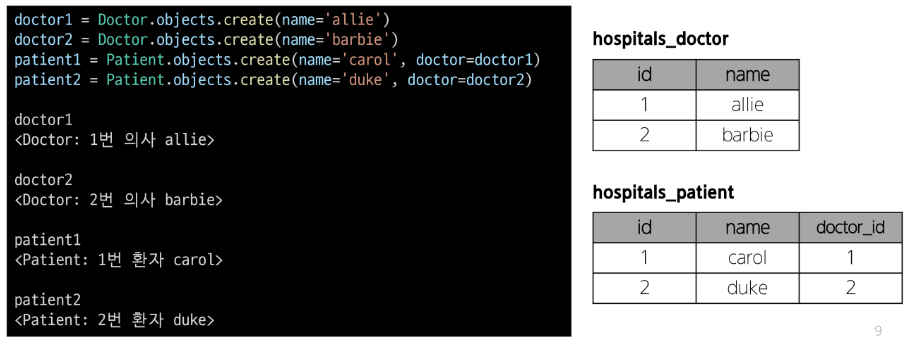 doctor1 = Doctor.objects.create(name='allie')
doctor2 = Doctor.objects.create(name='barbie')
patient1 = Patient.objects.create(name='carol', doctor=doctor1)
patient2 = Patient.objects.create(name='duke', doctor=doctor2)
doctor1
<Doctor: 1번 의사 allie>
doctor2
<Doctor: 2번 의사 barbie>
patient1
<Patient: 1번 환자 carol>
patient2
<Patient: 2번 환자 duke>
hospitals_doctor
id name
1 allie
2 barbie
hospitals_patient
id name doctor_id
1 carol 1
2 duke 2
9